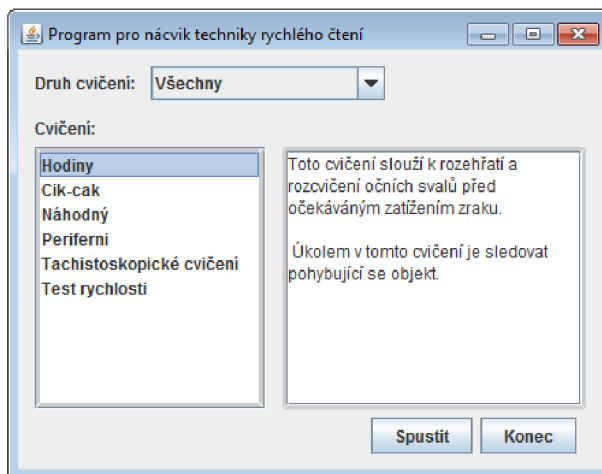 Program pro nácvik techniky rychlého čtení
Druh cvičení: Všechny
Cvičení:
Hodiny
Cik-cak
Náhodný
Periferni
Tachistoskopické cvičení
Test rychlosti
Toto cvičení slouží k rozehřatí a
rozcvičení očních svalů před
očekáváným zatížením zraku.
Úkolem v tomto cvičení je sledovat
pohybující se objekt.
Spustit Konec